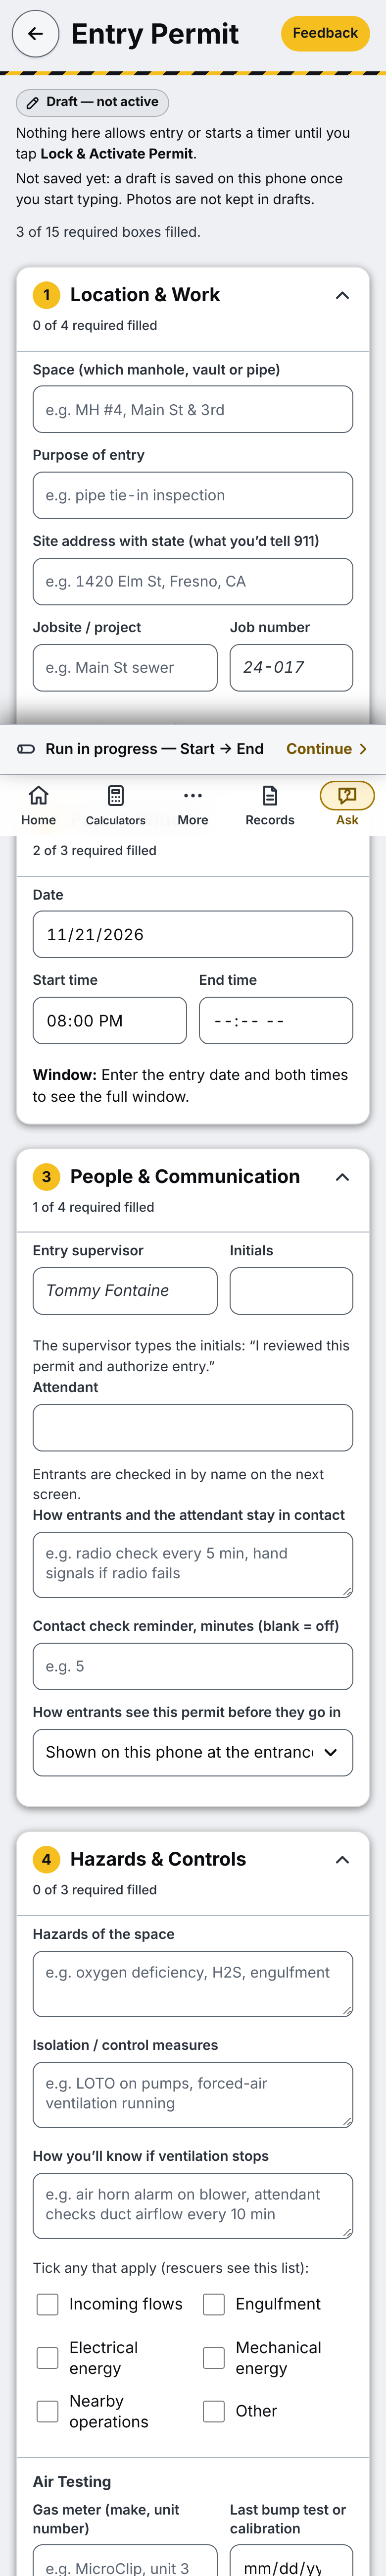 Entry Permit
Feedback
Draft — not active
Nothing here allows entry or starts a timer until you
tap Lock & Activate Permit.
Not saved yet: a draft is saved on this phone once
you start typing. Photos are not kept in drafts.
3 of 15 required boxes filled.
1 Location & Work
0 of 4 required filled
Space (which manhole, vault or pipe)
e.g. MH #4, Main St & 3rd
Purpose of entry
e.g. pipe tie-in inspection
Site address with state (what you’d tell 911)
e.g. 1420 Elm St, Fresno, CA
Jobsite / project Job number
e.g. Main St sewer 24-017
Run in progress — Start → End Continue
Home Calculators More Records Ask
2 of 3 required filled
Date
11/21/2026
Start time End time
08:00 PM --:-- --
Window: Enter the entry date and both times
to see the full window.
3 People & Communication
1 of 4 required filled
Entry supervisor Initials
Tommy Fontaine
The supervisor types the initials: “I reviewed this
permit and authorize entry.”
Attendant
Entrants are checked in by name on the next
screen.
How entrants and the attendant stay in contact
e.g. radio check every 5 min, hand
signals if radio fails
Contact check reminder, minutes (blank = off)
e.g. 5
How entrants see this permit before they go in
Shown on this phone at the entranc
4 Hazards & Controls
0 of 3 required filled
Hazards of the space
e.g. oxygen deficiency, H2S, engulfment
Isolation / control measures
e.g. LOTO on pumps, forced-air
ventilation running
How you’ll know if ventilation stops
e.g. air horn alarm on blower, attendant
checks duct airflow every 10 min
Tick any that apply (rescuers see this list):
Incoming flows Engulfment
Electrical
energy
Mechanical
energy
Nearby
operations
Other
Air Testing
Gas meter (make, unit
number)
Last bump test or
calibration
e.g. MicroClip, unit 3 mm/dd/yy